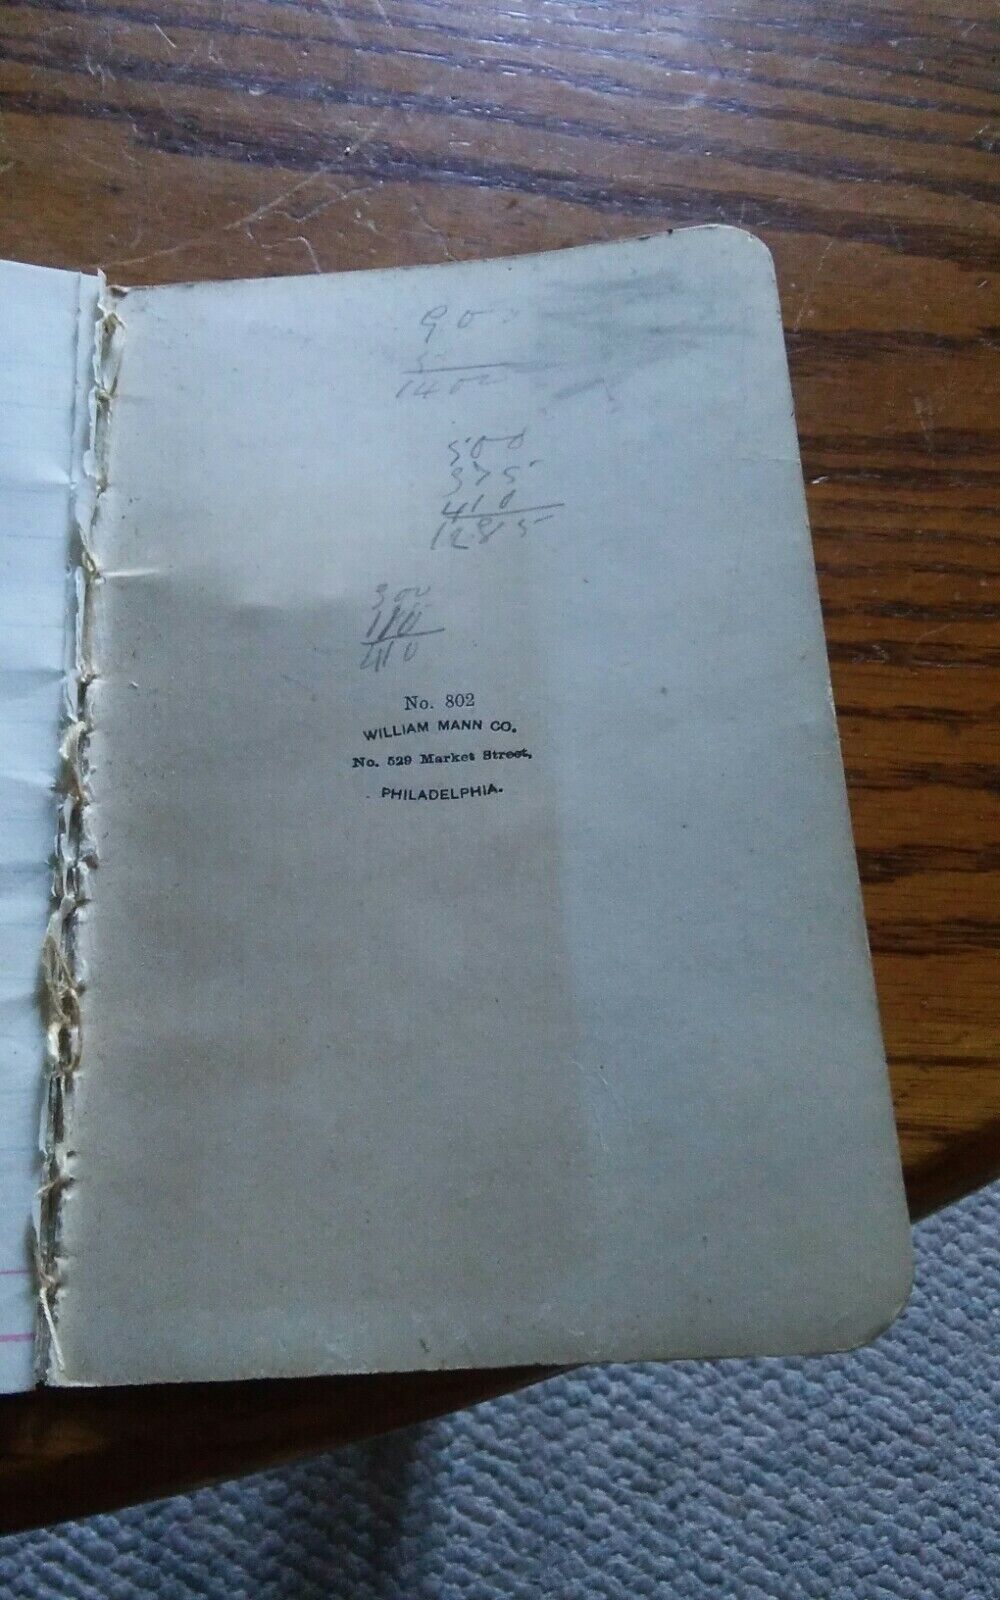 900
5
1400
500
375
410
1285
300
110
410
No. 802
WILLIAM MANN CO.
No. 529 Market Street,
PHILADELPHIA.